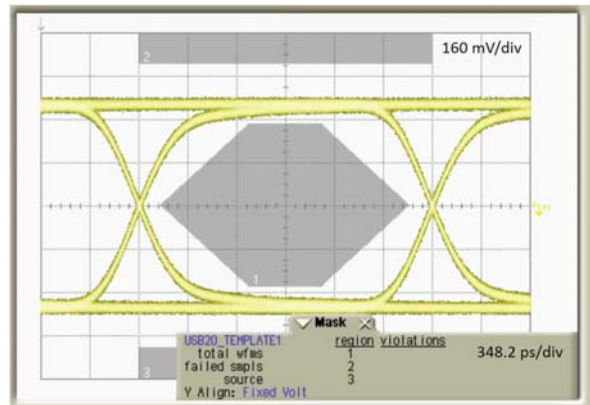 2
160 mV/div
1
Mask
USB20_TEMPLATE1 region violations
total wfms 1
failed smpls 2
source 3
Y Align: Fixed Volt
348.2 ps/div
3